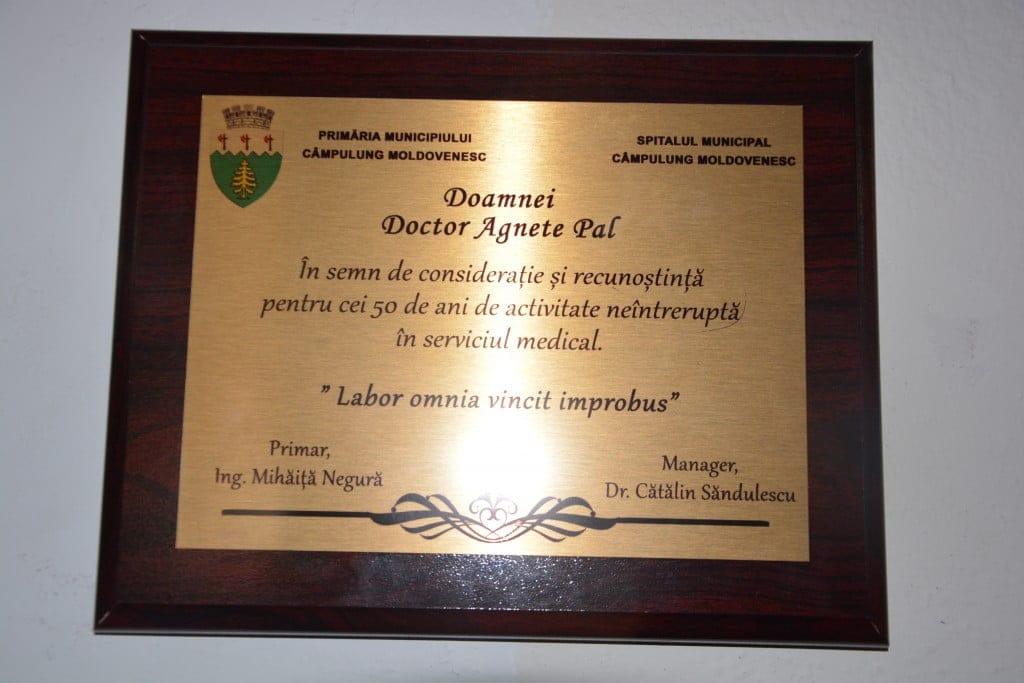 PRIMĂRIA MUNICIPIULUI
CÂMPULUNG MOLDOVENESC
SPITALUL MUNICIPAL
CÂMPULUNG MOLDOVENESC
Doamnei
Doctor Agnete Pal
În semn de considerație și recunoștință
pentru cei 50 de ani de activitate neîntreruptă
în serviciul medical.
” Labor omnia vincit improbus”
Primar,
Ing. Mihăiță Negură
Manager,
Dr. Cătălin Săndulescu